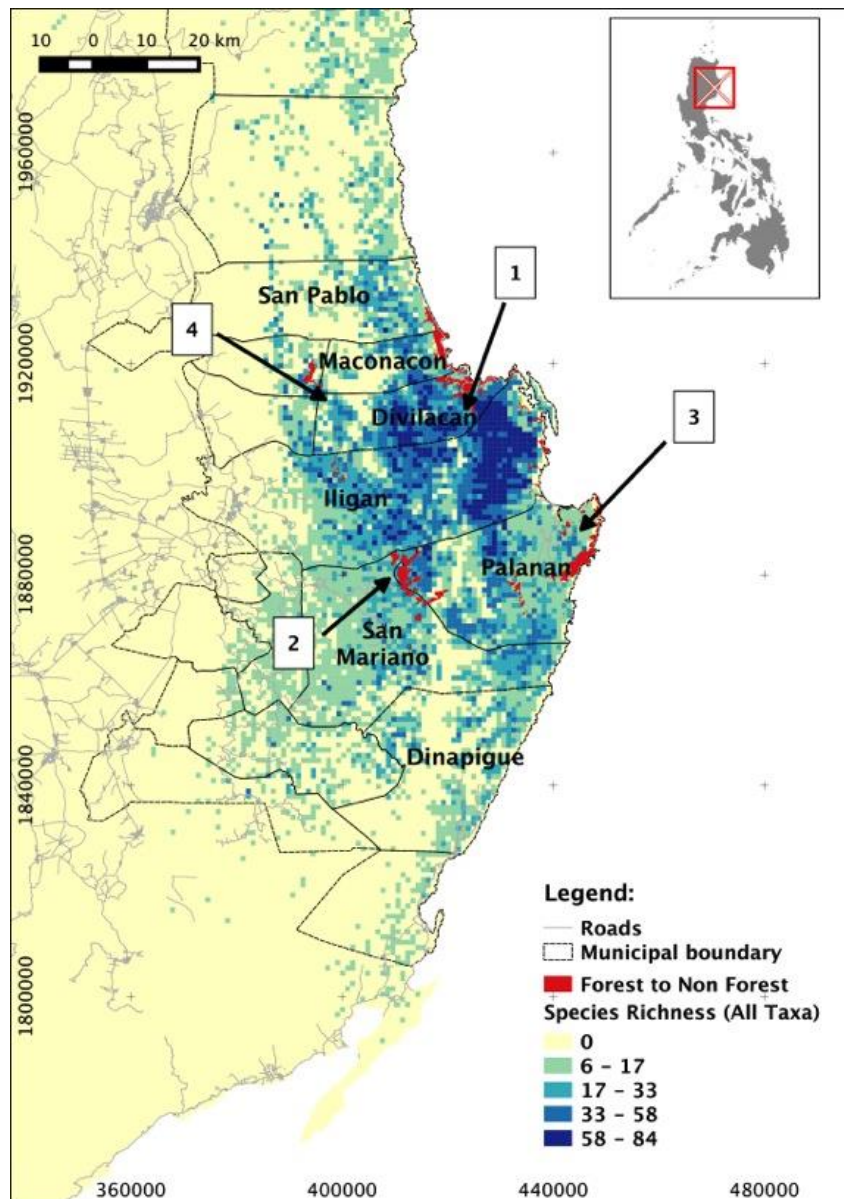 10 0 10 20 km
1960000
1
San Pablo
4
1920000
Maconacon
Divilacan
3
Iligan
1880000
Palanan
2
San
Mariano
Dinapigue
1840000
Legend:
Roads
Municipal boundary
Forest to Non Forest
1800000
Species Richness (All Taxa)
0
6 - 17
17 - 33
33 - 58
58 - 84
360000 400000 440000 480000